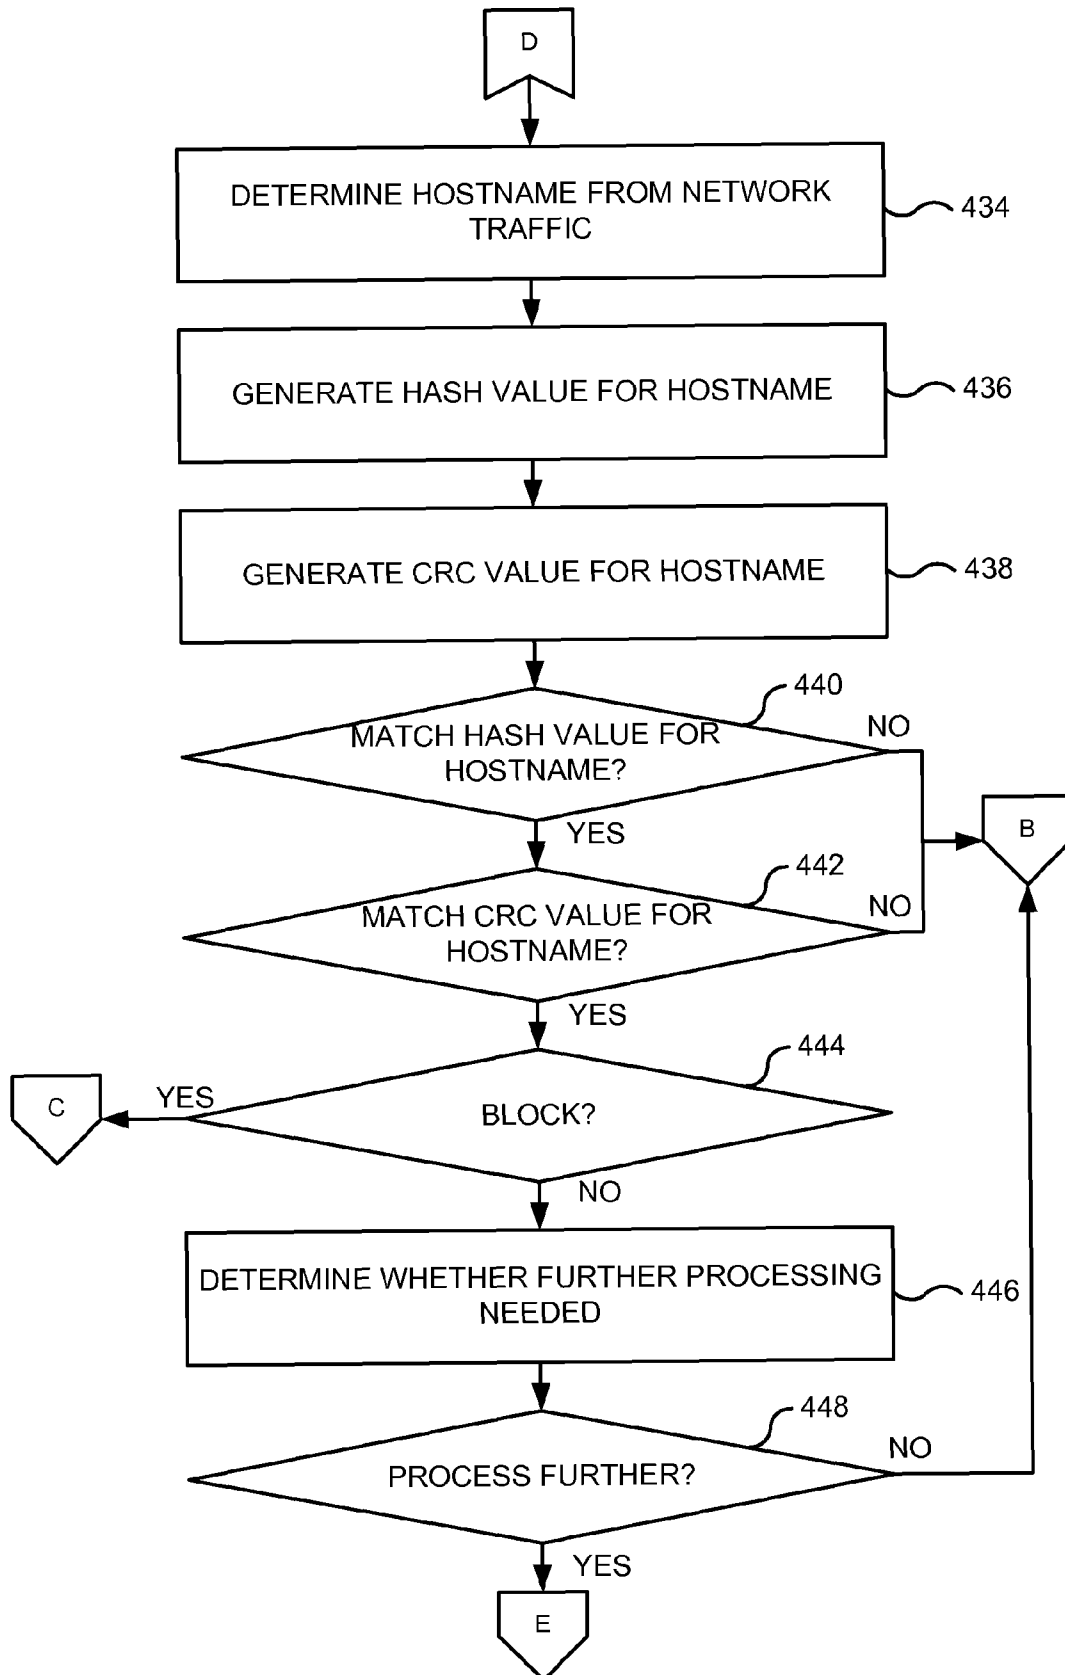 D
DETERMINE HOSTNAME FROM NETWORK
TRAFFIC
434
GENERATE HASH VALUE FOR HOSTNAME
436
GENERATE CRC VALUE FOR HOSTNAME
438
440
MATCH HASH VALUE FOR
HOSTNAME?
NO
YES
B
442
MATCH CRC VALUE FOR
HOSTNAME?
NO
YES
444
BLOCK?
YES
C
NO
DETERMINE WHETHER FURTHER PROCESSING
NEEDED
446
448
PROCESS FURTHER?
NO
YES
E